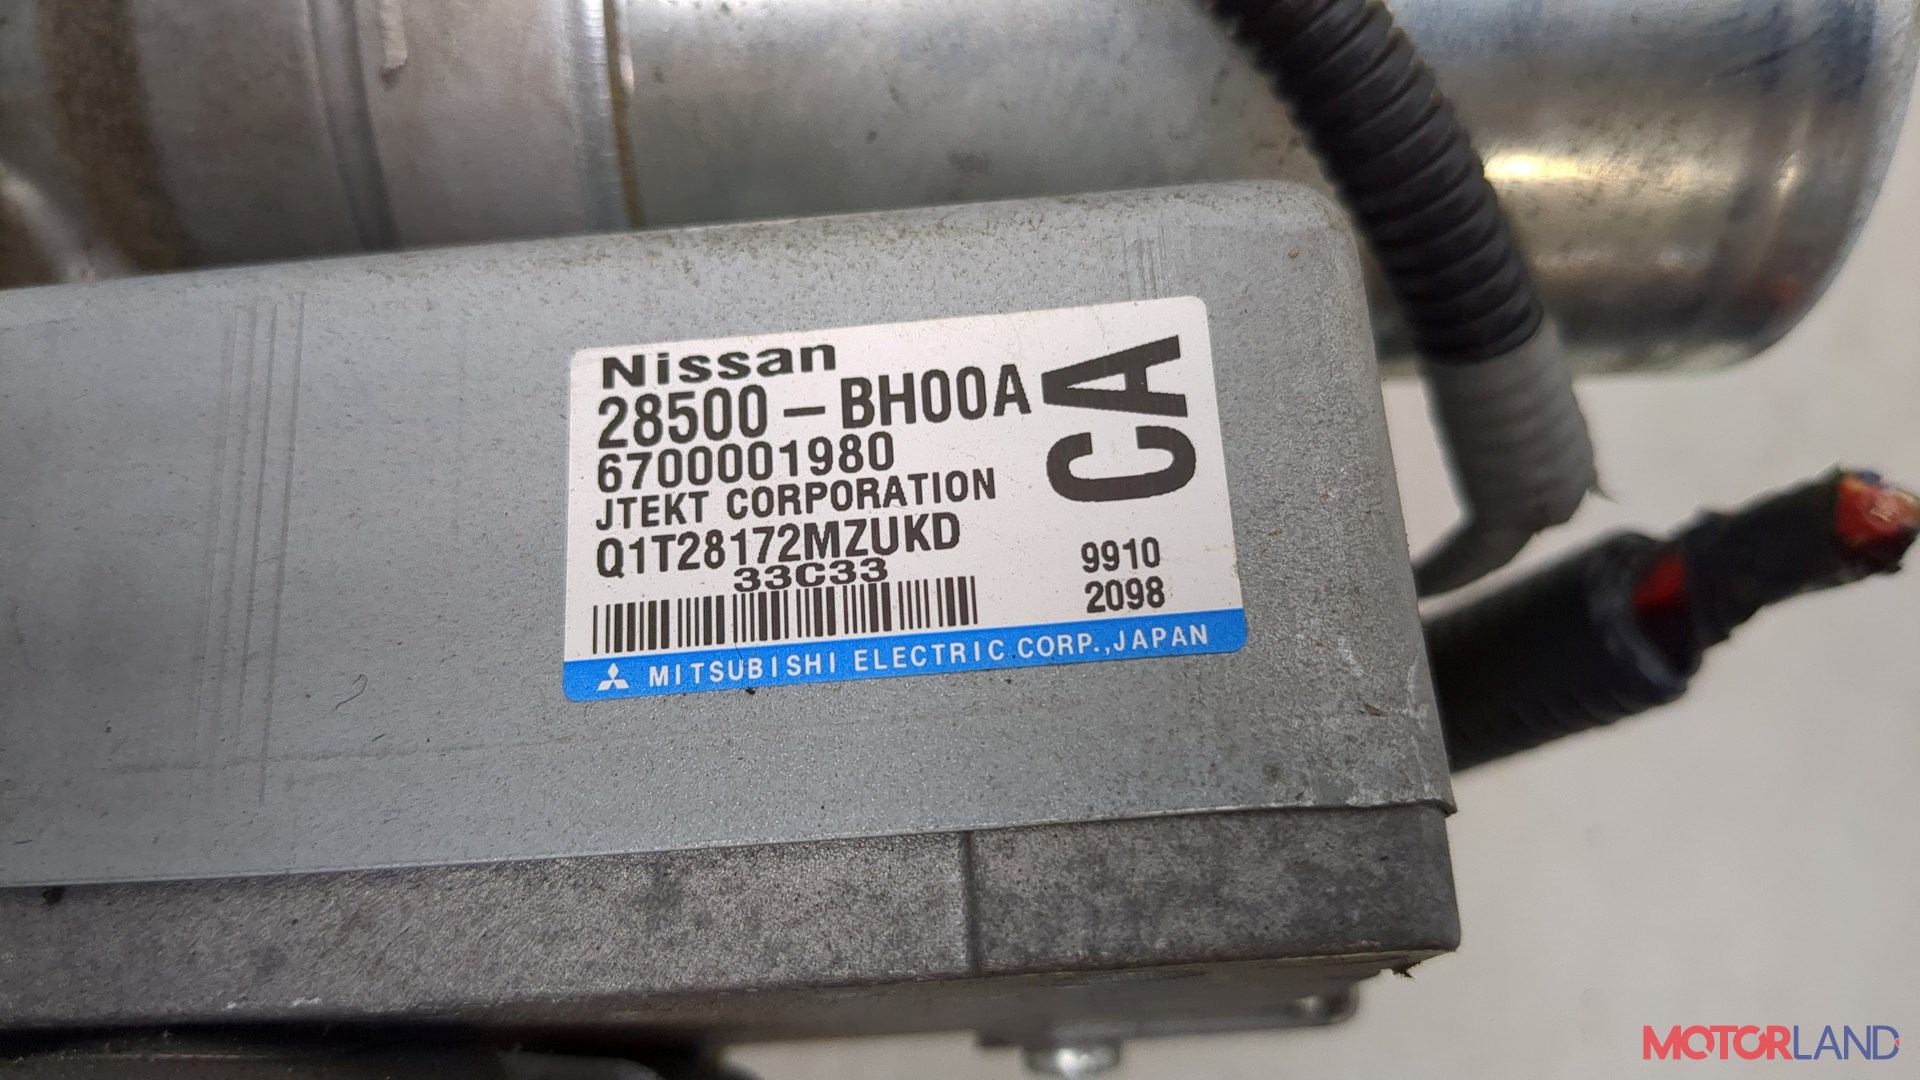 Nissan
28500-BH00A
CA
6700001980
JTEKT CORPORATION
Q1T28172MZUKD
33C33
9910
2098
MITSUBISHI ELECTRIC CORP.,JAPAN
MOTORLAND